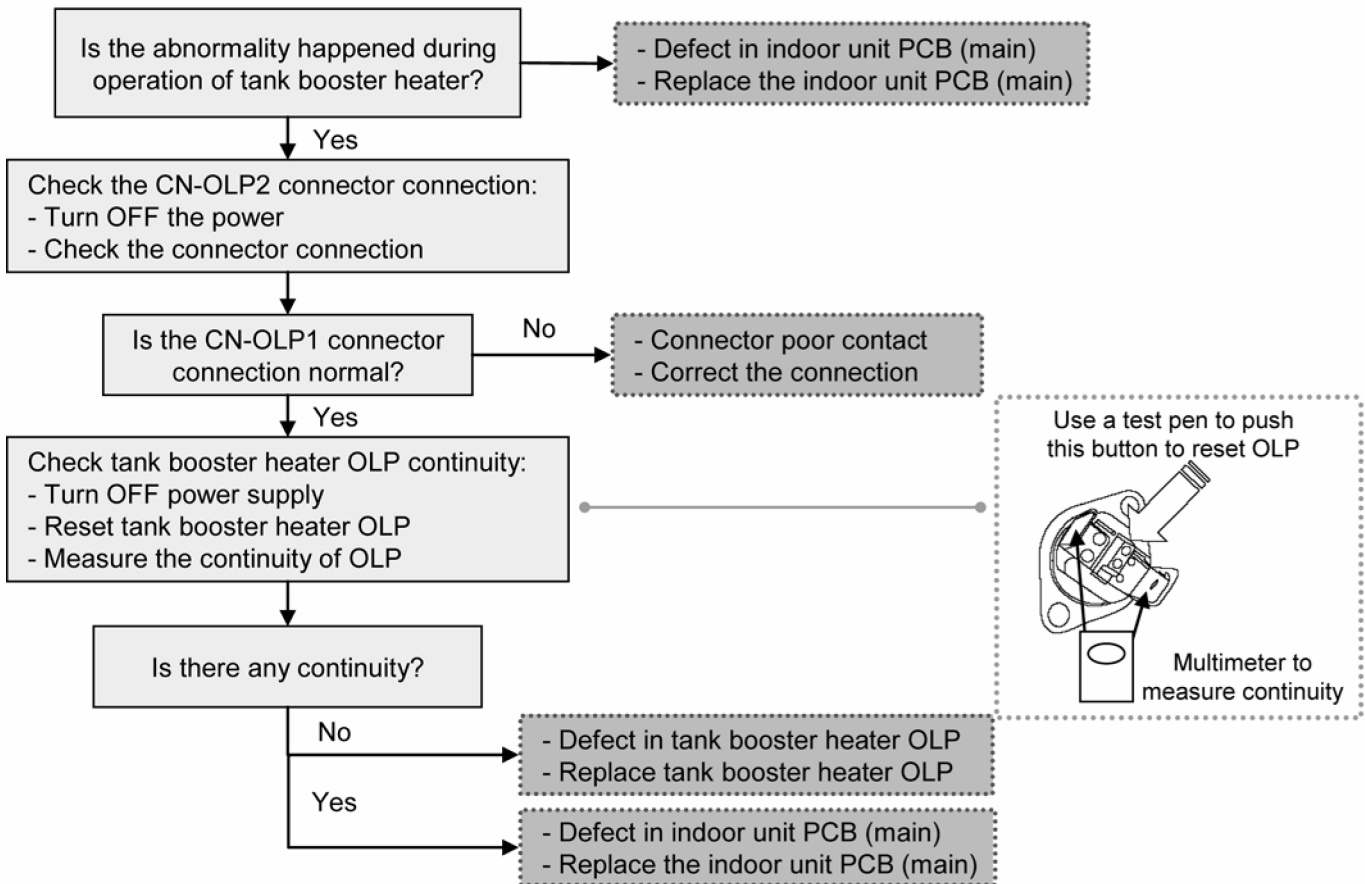 Is the abnormality happened during
operation of tank booster heater?
- Defect in indoor unit PCB (main)
- Replace the indoor unit PCB (main)
Yes
Check the CN-OLP2 connector connection:
- Turn OFF the power
- Check the connector connection
Is the CN-OLP1 connector
connection normal?
No
- Connector poor contact
- Correct the connection
Yes
Check tank booster heater OLP continuity:
- Turn OFF power supply
- Reset tank booster heater OLP
- Measure the continuity of OLP
Use a test pen to push
this button to reset OLP
Multimeter to
measure continuity
Is there any continuity?
No
- Defect in tank booster heater OLP
- Replace tank booster heater OLP
Yes
- Defect in indoor unit PCB (main)
- Replace the indoor unit PCB (main)